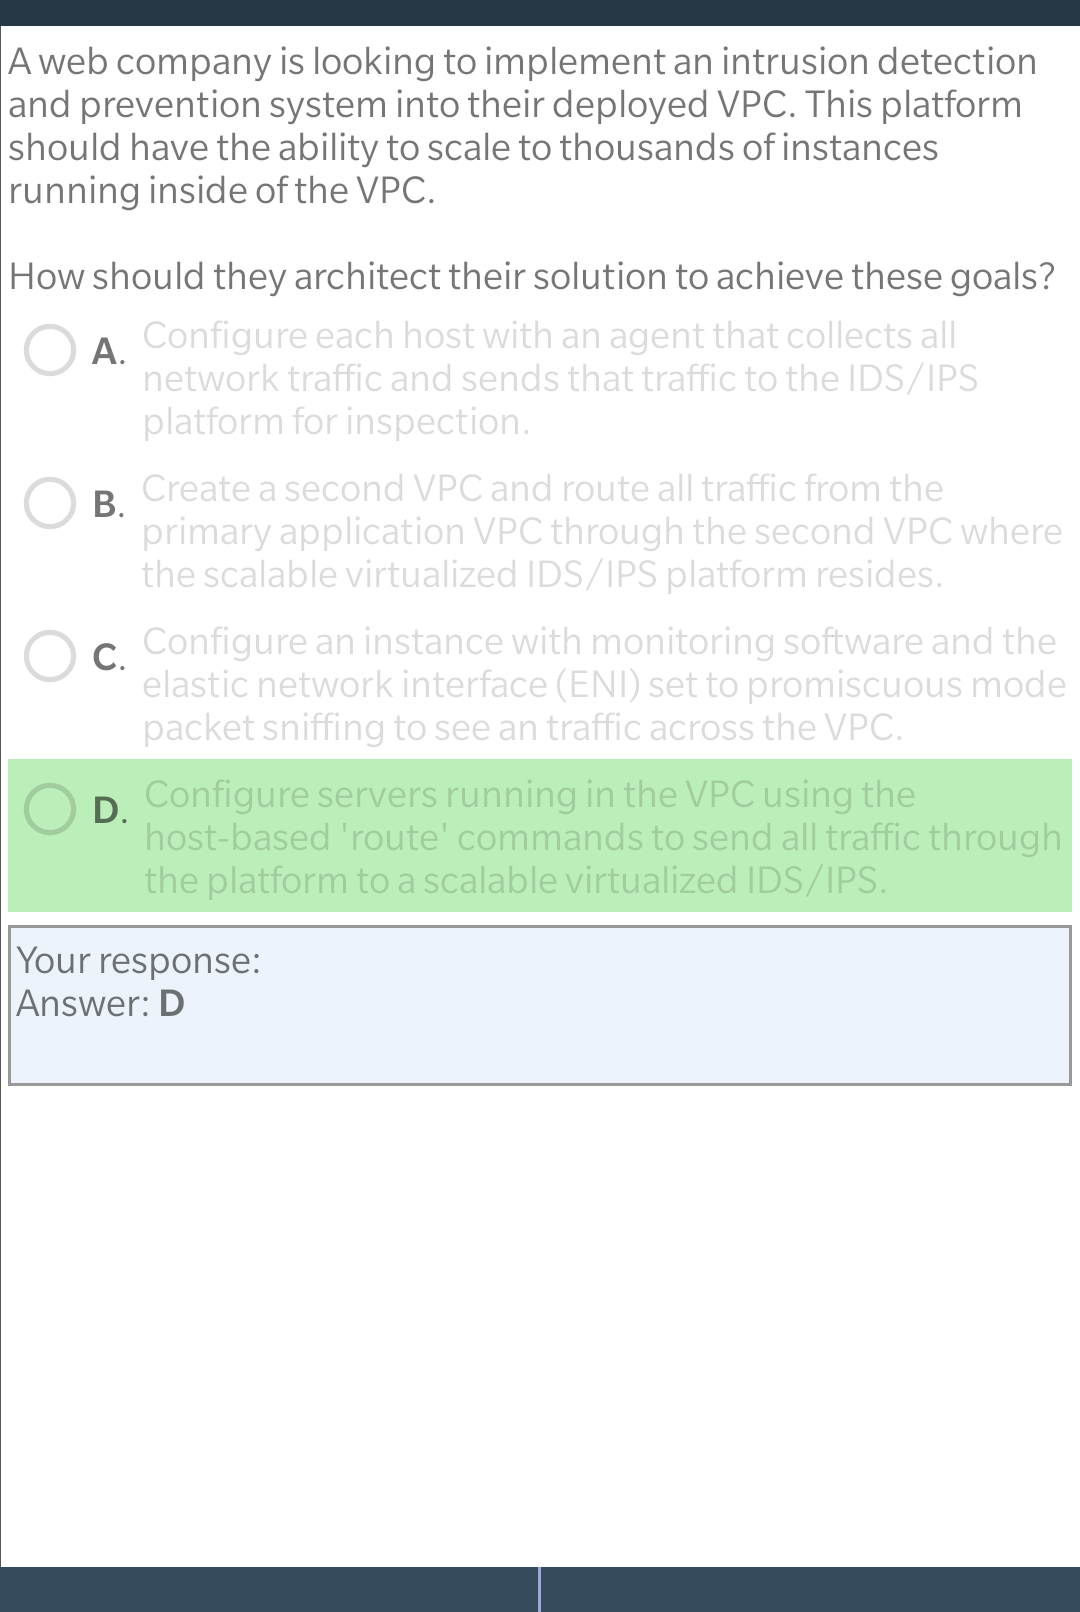 A web company is looking to implement an intrusion detection
and prevention system into their deployed VPC. This platform
should have the ability to scale to thousands of instances
running inside of the VPC.
How should they architect their solution to achieve these goals?
A. Configure each host with an agent that collects all
network traffic and sends that traffic to the IDS/IPS
platform for inspection.
B. Create a second VPC and route all traffic from the
primary application VPC through the second VPC where
the scalable virtualized IDS/IPS platform resides.
C. Configure an instance with monitoring software and the
elastic network interface (ENI) set to promiscuous mode
packet sniffing to see an traffic across the VPC.
D. Configure servers running in the VPC using the
host-based 'route' commands to send all traffic through
the platform to a scalable virtualized IDS/IPS.
Your response:
Answer: D